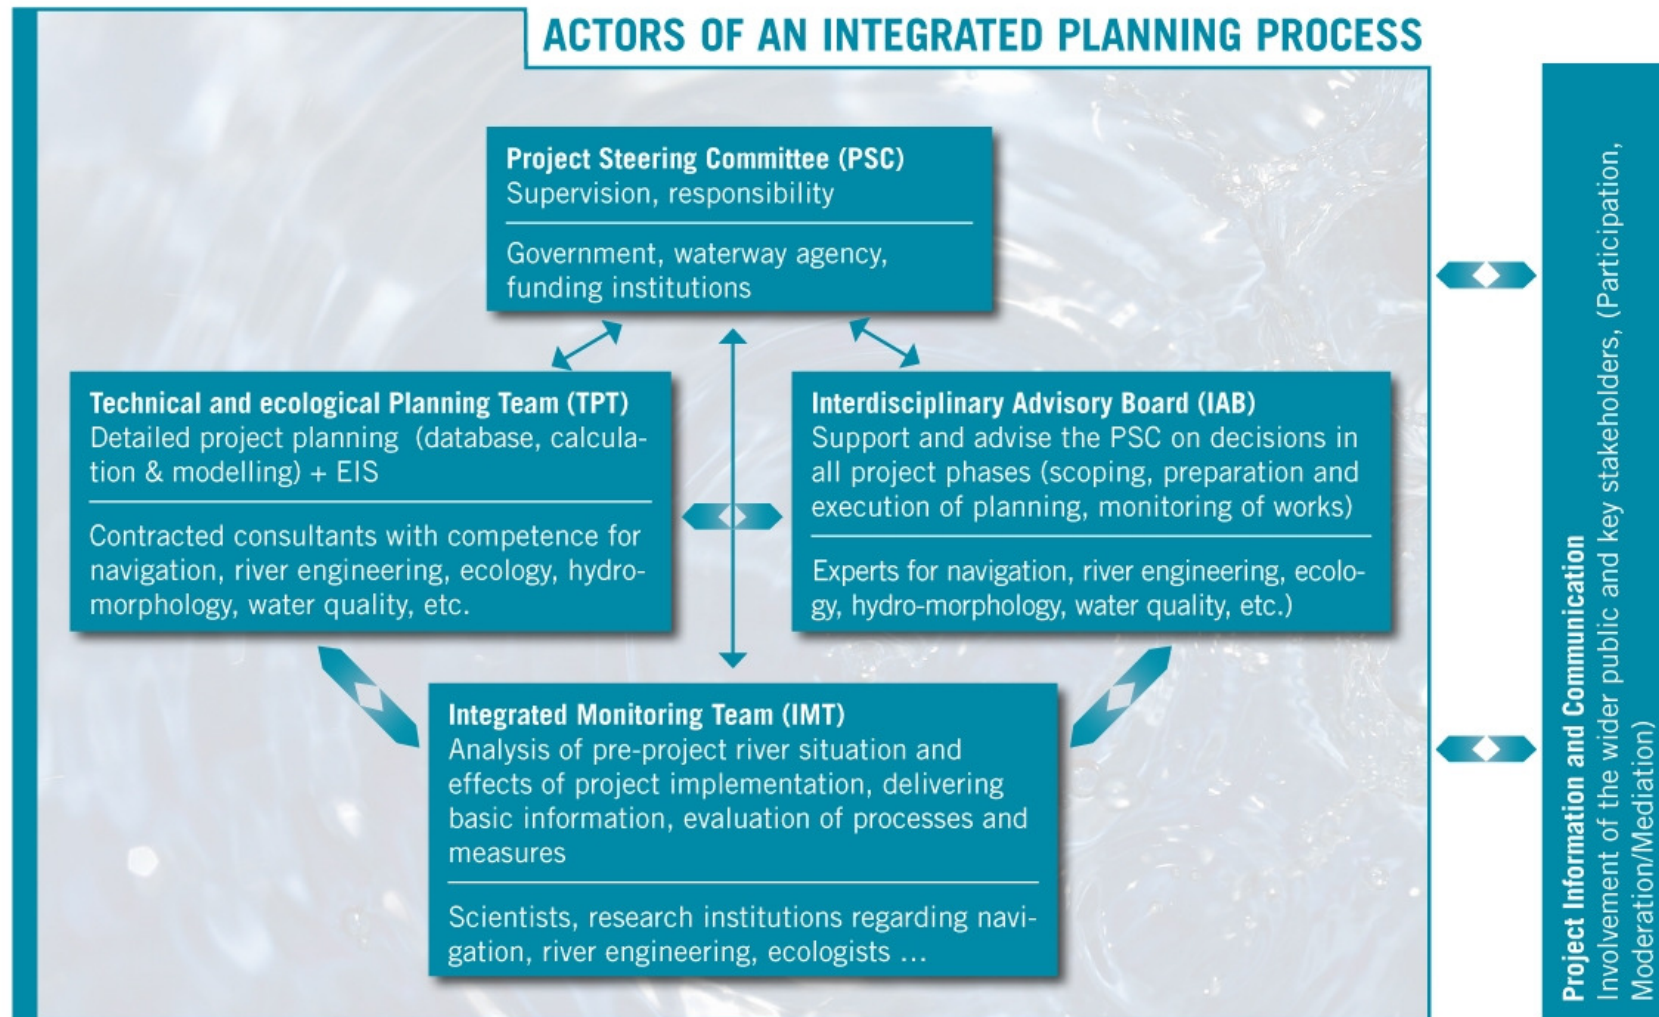 ACTORS OF AN INTEGRATED PLANNING PROCESS
Project Steering Committee (PSC)
Supervision, responsibility
Government, waterway agency,
funding institutions
Technical and ecological Planning Team (TPT)
Detailed project planning (database, calcula-
tion & modelling) + EIS
Contracted consultants with competence for
navigation, river engineering, ecology, hydro-
morphology, water quality, etc.
Interdisciplinary Advisory Board (IAB)
Support and advise the PSC on decisions in
all project phases (scoping, preparation and
execution of planning, monitoring of works)
Experts for navigation, river engineering, ecolo-
gy, hydro-morphology, water quality, etc.)
Integrated Monitoring Team (IMT)
Analysis of pre-project river situation and
effects of project implementation, delivering
basic information, evaluation of processes and
measures
Scientists, research institutions regarding navi-
gation, river engineering, ecologists ...
Project Information and Communication
Involvement of the wider public and key stakeholders, (Participation,
Moderation/Mediation)